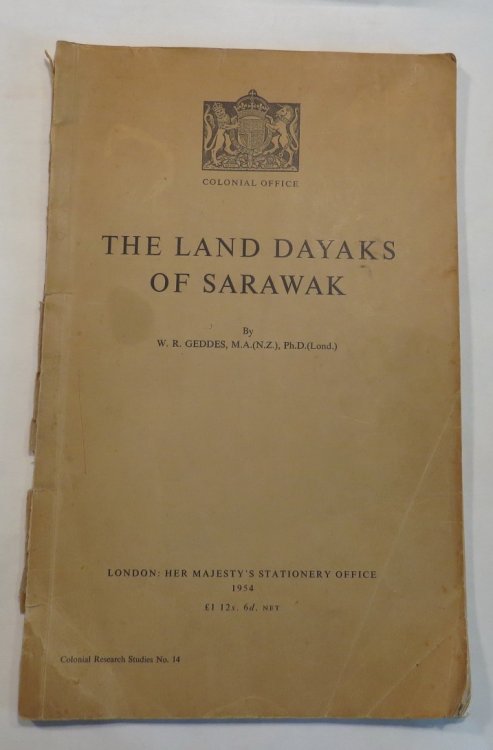 COLONIAL OFFICE
THE LAND DAYAKS
OF SARAWAK
By
W. R. GEDDES, M.A.(N.Z.), Ph.D.(Lond.)
LONDON: HER MAJESTY'S STATIONERY OFFICE
1954
£1 12s. 6d. NET
Colonial Research Studies No. 14